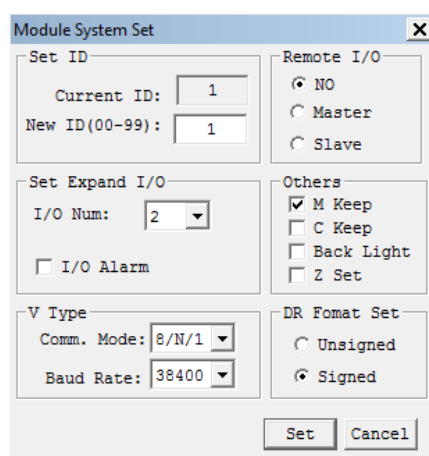 Module System Set
Set ID
Current ID: 1
New ID(00-99): 1
Remote I/O
NO
Master
Slave
Set Expand I/O
I/O Num: 2
I/O Alarm
Others
M Keep
C Keep
Back Light
Z Set
V Type
Comm. Mode: 8/N/1
Baud Rate: 38400
DR Fomat Set
Unsigned
Signed
Set Cancel